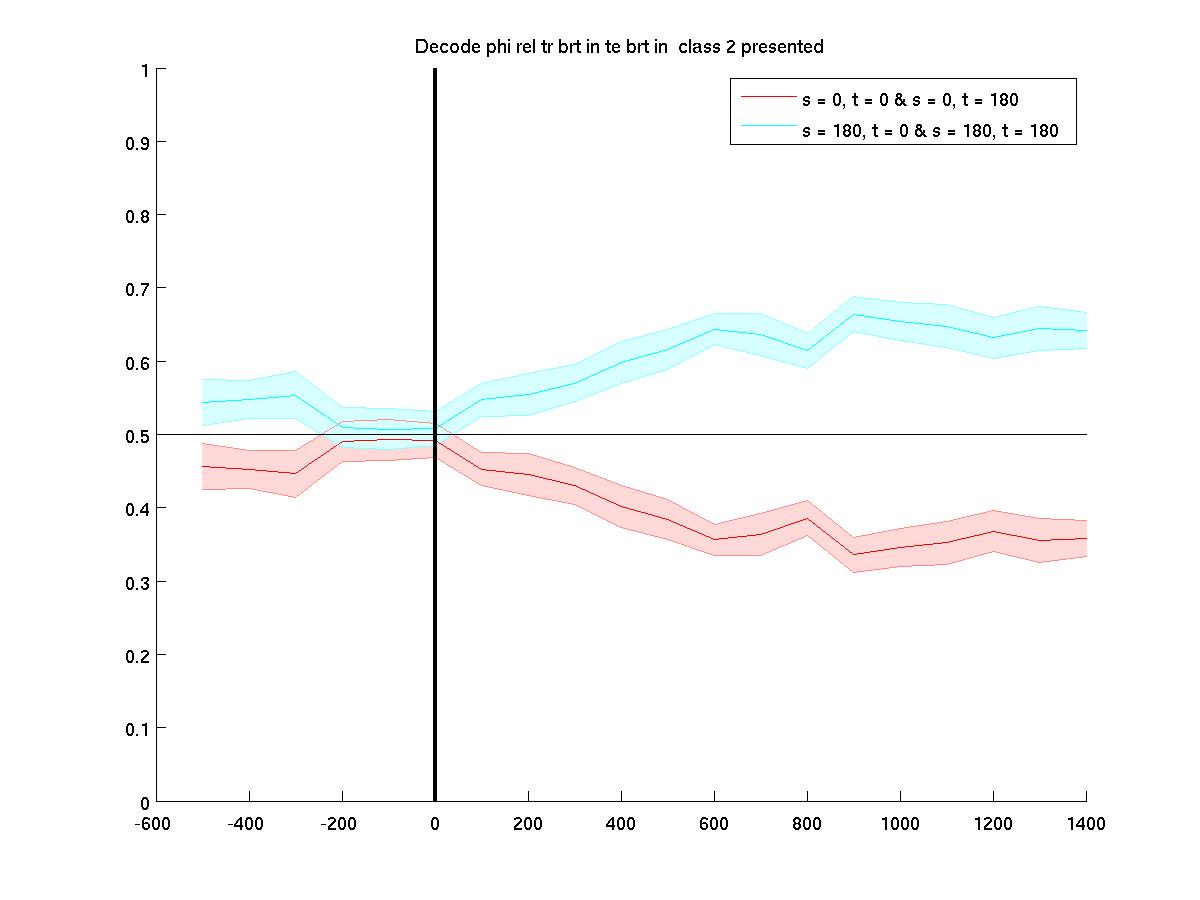 Decode phi rel tr brt in te brt in  class 2 presented
s = 0, t = 0 & s = 0, t = 180
s = 180, t = 0 & s = 180, t = 180
1
0.9
0.8
0.7
0.6
0.5
0.4
0.3
0.2
0.1
0
-600 -400 -200 0 200 400 600 800 1000 1200 1400